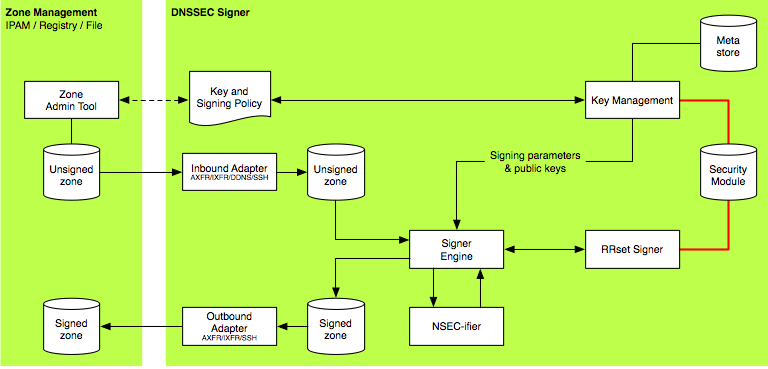 Zone Management
IPAM / Registry / File
DNSSEC Signer
Meta
store
Zone
Admin Tool
Key and
Signing Policy
Key Management
Unsigned
zone
Inbound Adapter
AXFR/IXFR/DDNS/SSH
Unsigned
zone
Signing parameters
& public keys
Security
Module
Signer
Engine
RRset Signer
Signed
zone
Outbound
Adapter
AXFR/IXFR/SSH
Signed
zone
NSEC-ifier